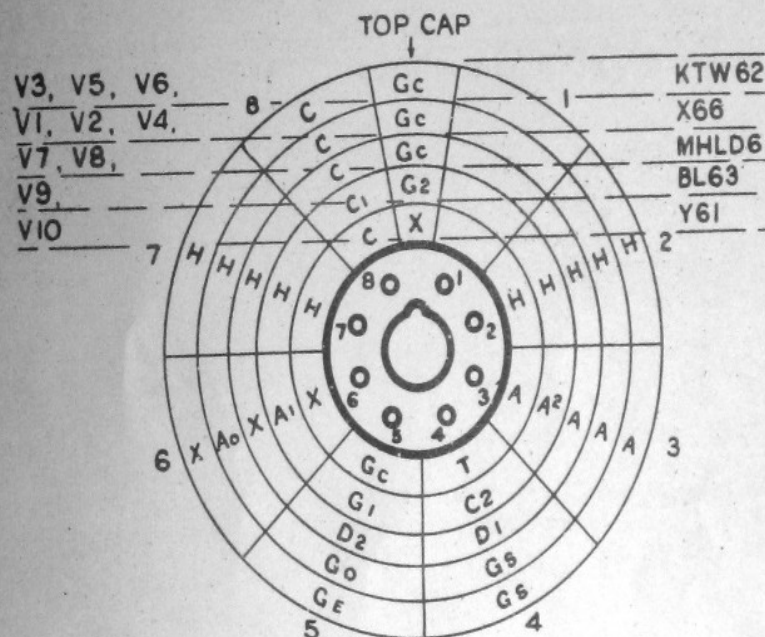 TOP CAP
V3, V5, V6, 8 C Gc 1 KTW62
V1, V2, V4, C Gc X66
V7, V8, C Gc MHLD6
V9, C1 G2 BL63
V10 C X Y61
7 H H H H H H H H H H 2
8 1
7 2
6 3
5 4
6 X Ao X A1 X A A2 A A A 3
Gc T
G1 C2
D2 D1
Go Gs
GE Gs
5 4